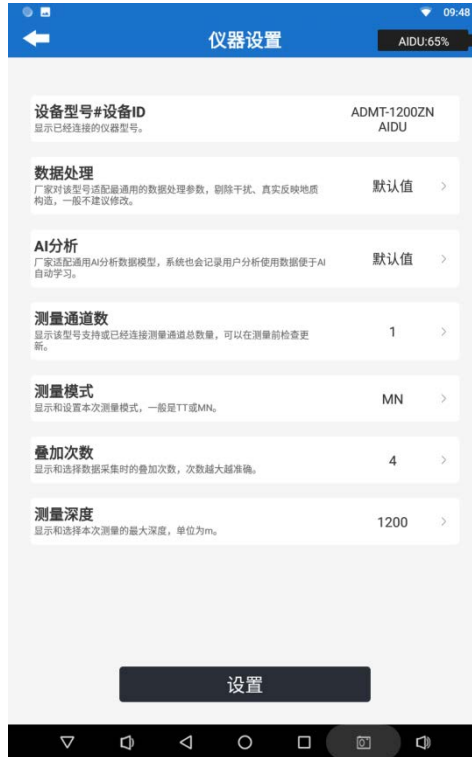 09:48
仪器设置
AIDU:65%
设备型号#设备ID
显示已经连接的仪器型号。
ADMT-1200ZN
AIDU
数据处理
厂家对该型号适配最通用的数据处理参数，剔除干扰、真实反映地质
构造，一般不建议修改。
默认值
AI分析
厂家适配通用AI分析数据模型，系统也会记录用户分析使用数据便于AI
自动学习。
默认值
测量通道数
显示该型号支持或已经连接测量通道总数量，可以在测量前检查更
新。
1
测量模式
显示和设置本次测量模式，一般是TT或MN。
MN
叠加次数
显示和选择数据采集时的叠加次数，次数越大越准确。
4
测量深度
显示和选择本次测量的最大深度，单位为m。
1200
设置